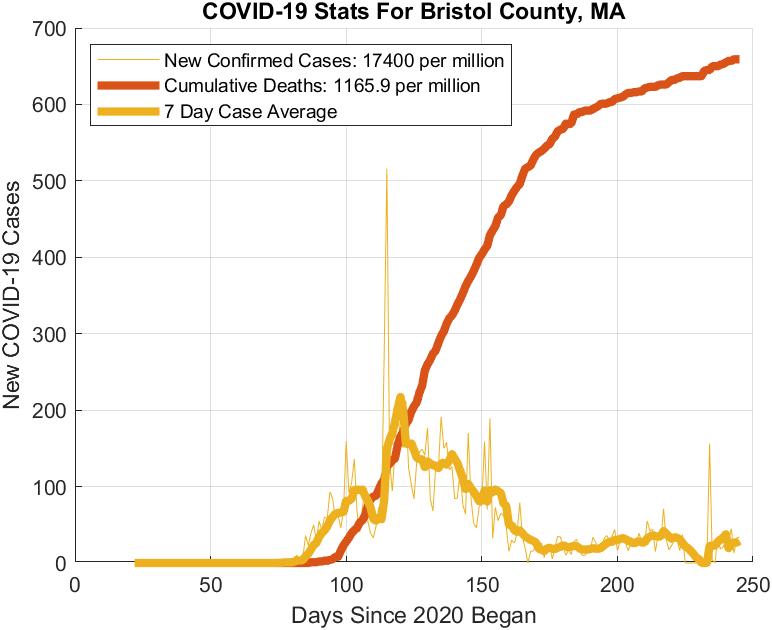 COVID-19 Stats For Bristol County, MA
700
New Confirmed Cases: 17400 per million
Cumulative Deaths: 1165.9 per million
7 Day Case Average
600
500
400
300
200
100
0
New COVID-19 Cases
0 50 100 150 200 250
Days Since 2020 Began